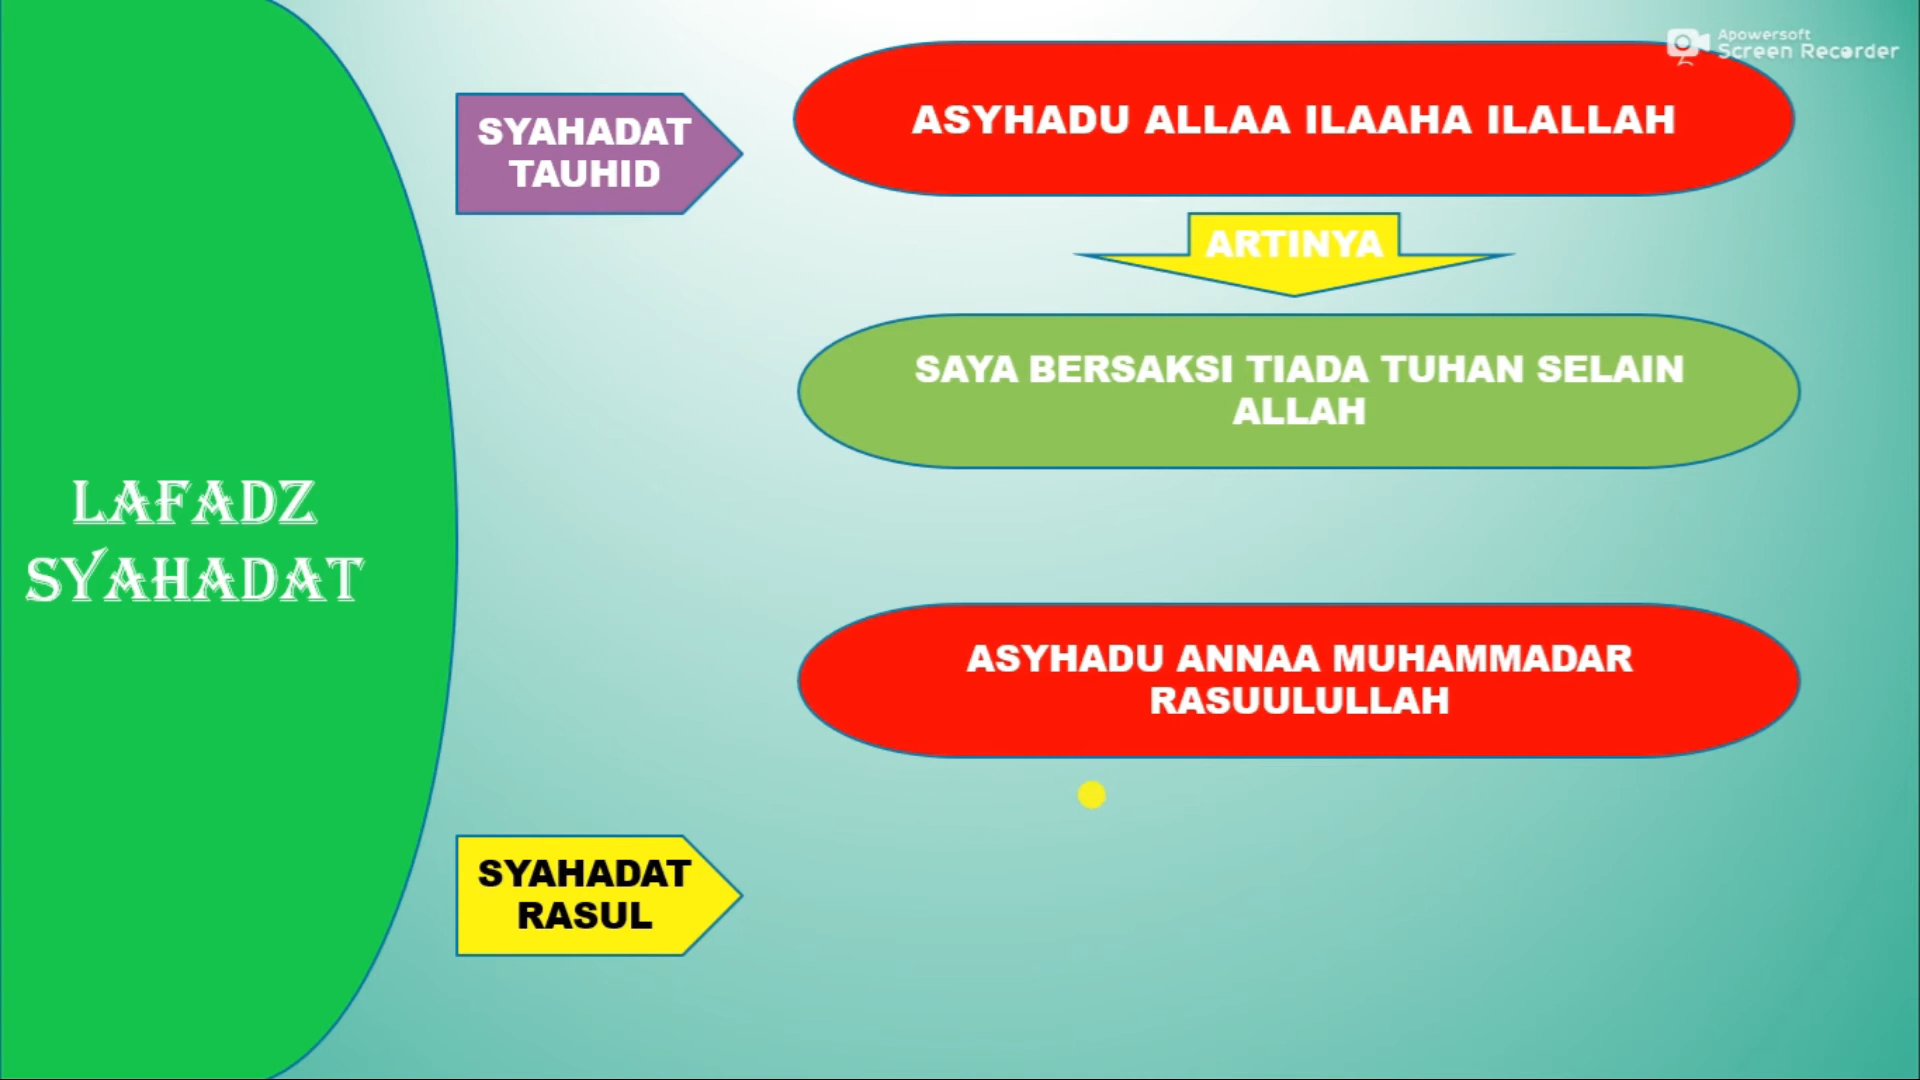 Apowersoft
Screen Recorder
SYAHADAT
TAUHID
ASYHADU ALLAA ILAAHA ILALLAH
ARTINYA
SAYA BERSAKSI TIADA TUHAN SELAIN
ALLAH
LAFADZ
SYAHADAT
ASYHADU ANNAA MUHAMMADAR
RASUULULLAH
SYAHADAT
RASUL